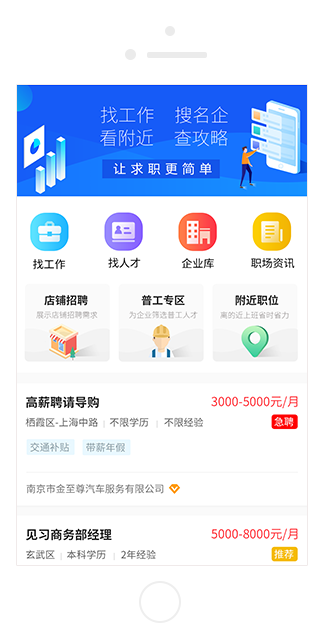 找工作 搜名企
看附近 查攻略
让求职更简单
找工作 找人才 企业库 职场资讯
店铺招聘 普工专区 附近职位
展示店铺招聘需求 为企业筛选普工人才 离的近上班省时省力
高薪聘请导购 3000-5000元/月
栖霞区-上海中路 | 不限学历 | 不限经验 急聘
交通补贴 带薪年假
南京市金至尊汽车服务有限公司
见习商务部经理 5000-8000元/月
玄武区 | 本科学历 | 2年经验 推荐